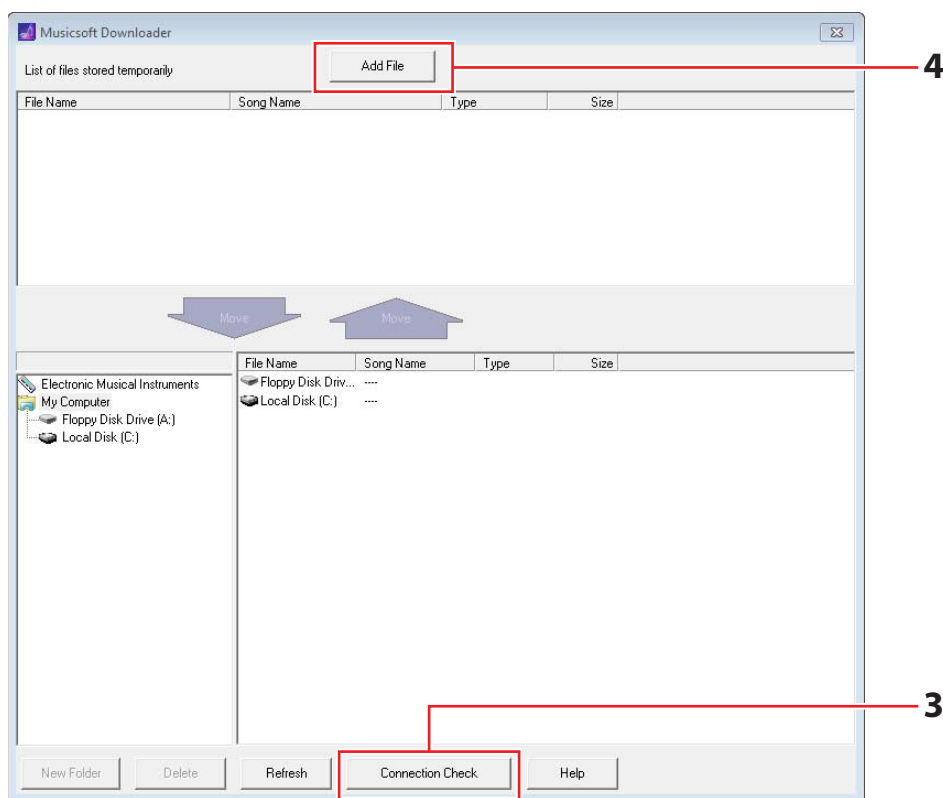 Musicsoft Downloader
List of files stored temporarily
Add File
4
File Name Song Name Type Size
Move Move
File Name Song Name Type Size
Electronic Musical Instruments
My Computer
Floppy Disk Drive (A:)
Local Disk (C:)
Floppy Disk Driv... ----
Local Disk (C:) ----
3
New Folder Delete Refresh Connection Check Help